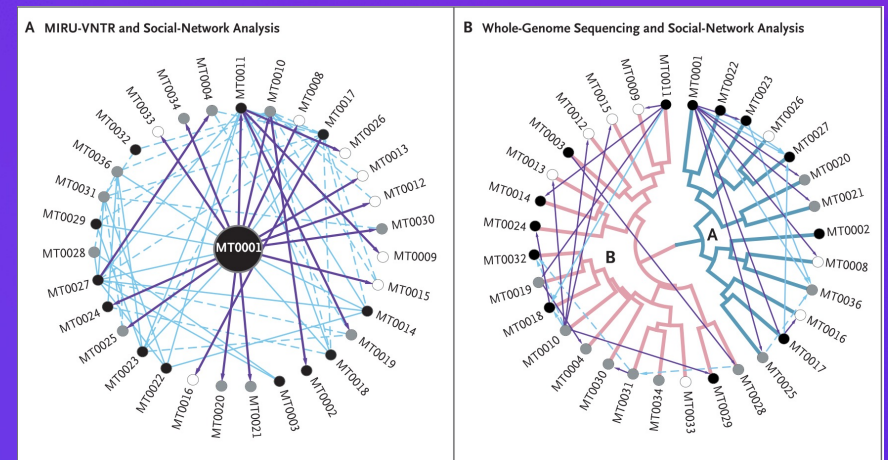 A MIRU-VNTR and Social-Network Analysis
MT0011
MT0010
MT0008
MT0017
MT0026
MT0013
MT0012
MT0030
MT0009
MT0015
MT0014
MT0019
MT0018
MT0002
MT0003
MT0021
MT0020
MT0016
MT0022
MT0023
MT0025
MT0024
MT0027
MT0028
MT0029
MT0031
MT0036
MT0032
MT0033
MT0034
MT0004
MT0001
B Whole-Genome Sequencing and Social-Network Analysis
MT0001
MT0022
MT0023
MT0026
MT0027
MT0020
MT0021
MT0002
MT0008
MT0036
MT0016
MT0017
MT0025
MT0028
MT0029
MT0033
MT0034
MT0031
MT0030
MT0004
MT0010
MT0018
MT0019
MT0032
MT0024
MT0014
MT0013
MT0003
MT0012
MT0015
MT0009
MT0011
A
B